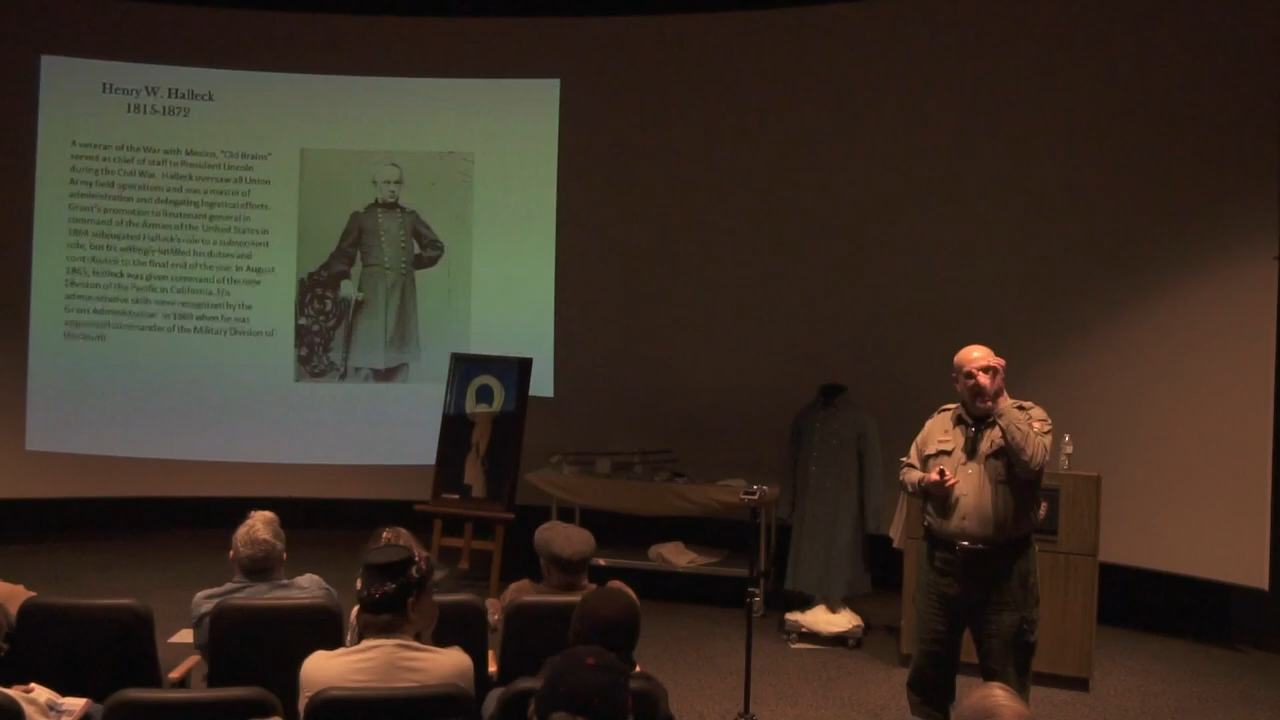 Henry W. Halleck
1815-1872
A veteran of the War with Mexico, "Old Brains"
served as chief of staff to President Lincoln
during the Civil War. Halleck oversaw all Union
Army field operations and was a master of
administration and delegating logistical efforts.
Grant's promotion to lieutenant general in
command of the Armies of the United States in
1864 subjugated Halleck's role to a subservient
role, but he willingly fulfilled his duties and
contributed to the final end of the war. In August
1865, Halleck was given command of the new
Division of the Pacific in California. His
administrative skills were recognized by the
Grant Administration in 1869 when he was
commander of the Military Division of